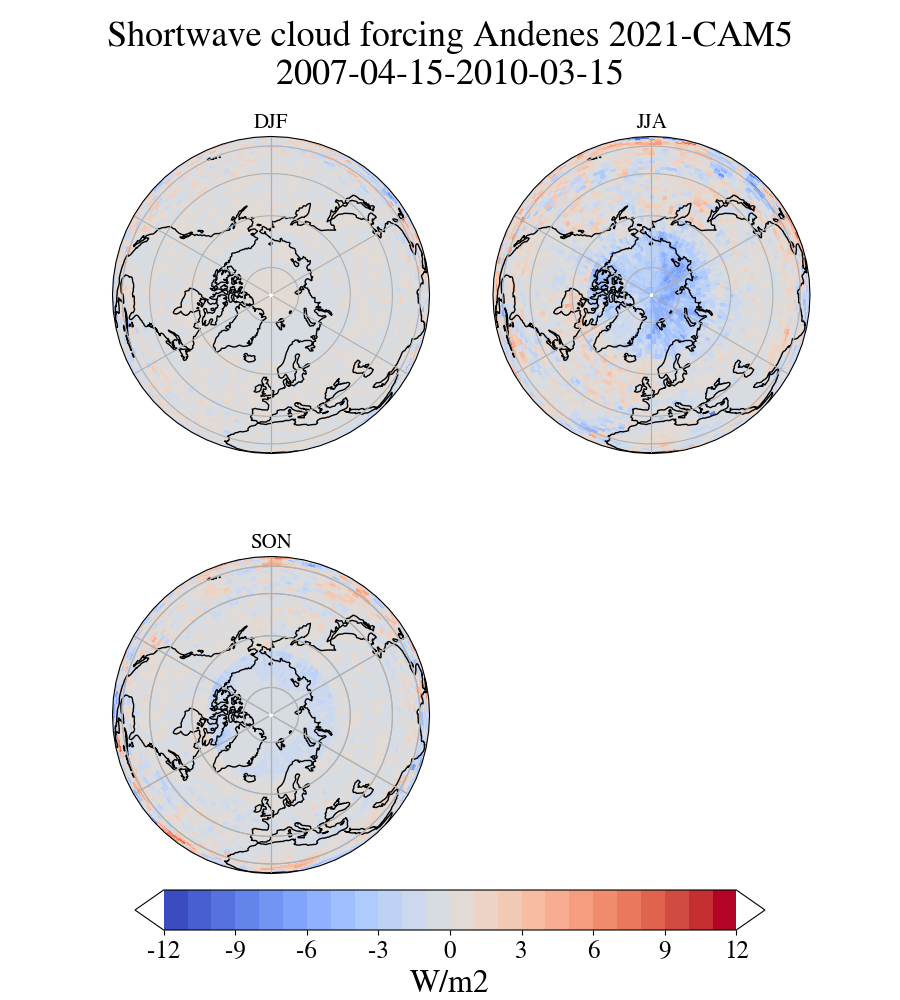 Shortwave cloud forcing Andenes 2021-CAM5
2007-04-15-2010-03-15
DJF
JJA
SON
-12 -9 -6 -3 0 3 6 9 12
W/m2